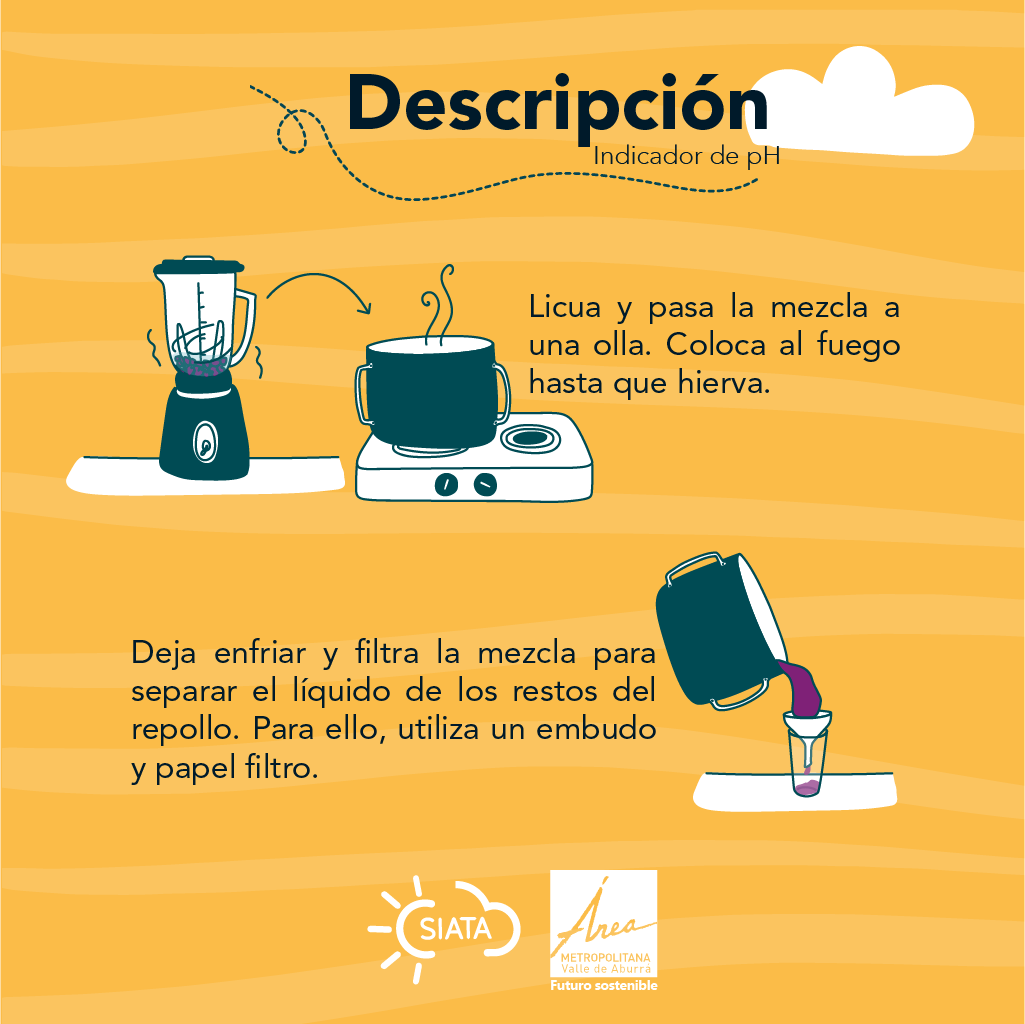 Descripción
Indicador de pH
Licua y pasa la mezcla a
una olla. Coloca al fuego
hasta que hierva.
Deja enfriar y filtra la mezcla para
separar el líquido de los restos del
repollo. Para ello, utiliza un embudo
y papel filtro.
SIATA
Área
METROPOLITANA
Valle de Aburrá
Futuro sostenible